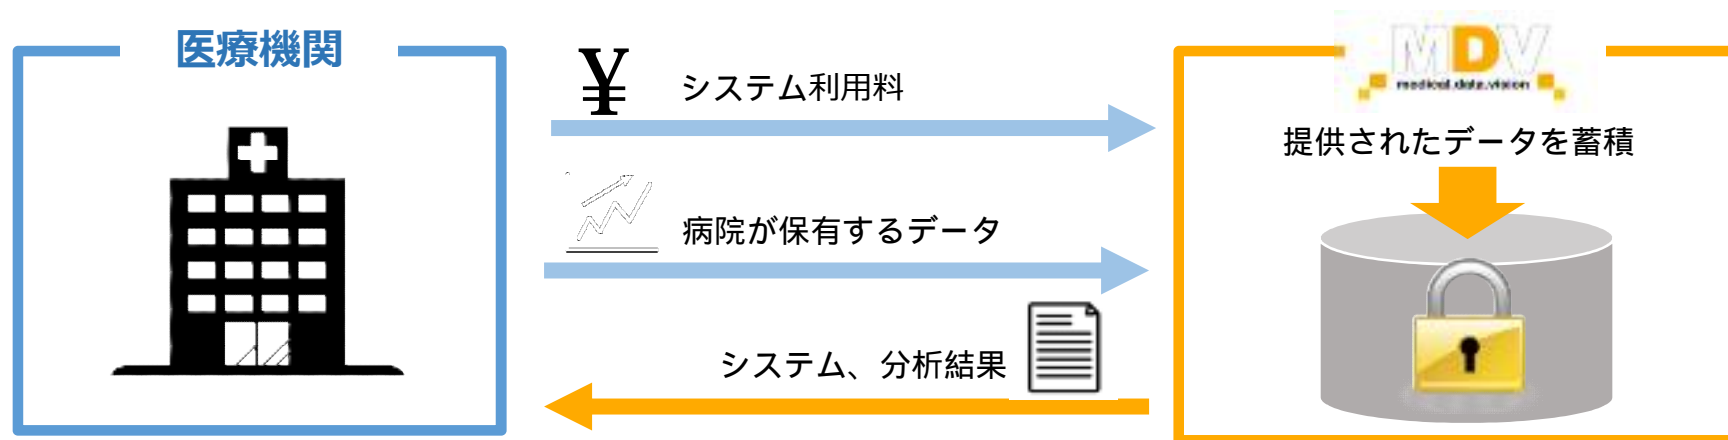 医療機関
¥
システム利用料
病院が保有するデータ
システム、分析結果
MDV
medical.data.vision
提供されたデータを蓄積